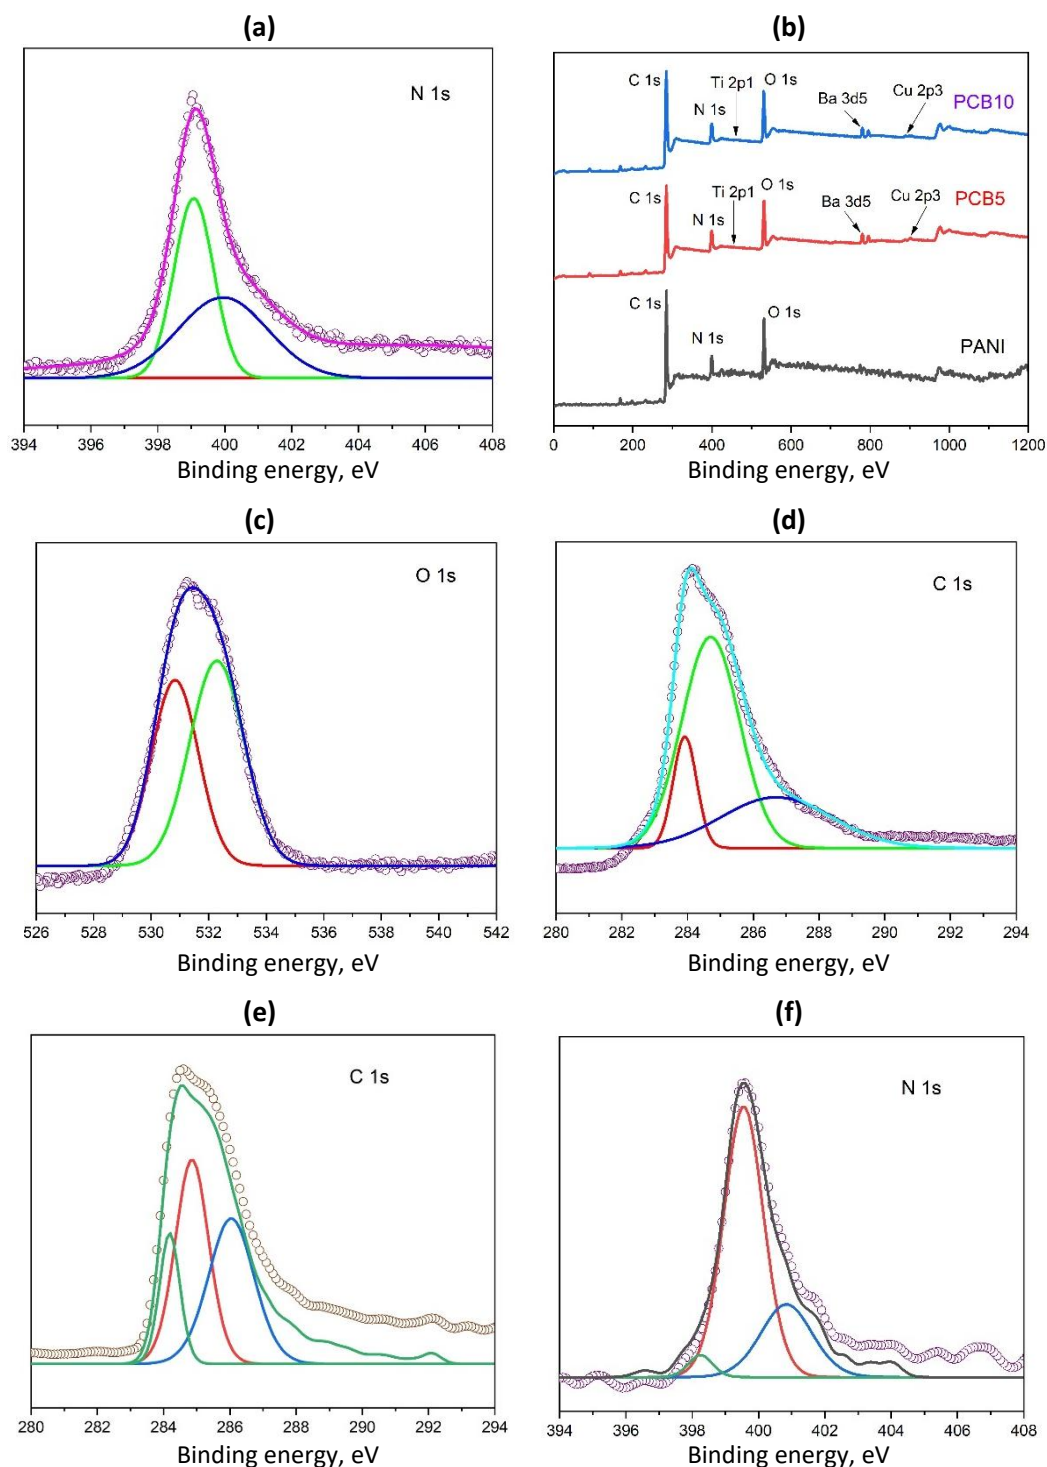 (a)
N 1s
394 396 398 400 402 404 406 408
Binding energy, eV
(b)
C 1s
Ti 2p1
O 1s
N 1s
Ba 3d5
Cu 2p3
PCB10
C 1s
Ti 2p1
O 1s
N 1s
Ba 3d5
Cu 2p3
PCB5
C 1s
N 1s
O 1s
PANI
0 200 400 600 800 1000 1200
Binding energy, eV
(c)
O 1s
526 528 530 532 534 536 538 540 542
Binding energy, eV
(d)
C 1s
280 282 284 286 288 290 292 294
Binding energy, eV
(e)
C 1s
280 282 284 286 288 290 292 294
Binding energy, eV
(f)
N 1s
394 396 398 400 402 404 406 408
Binding energy, eV